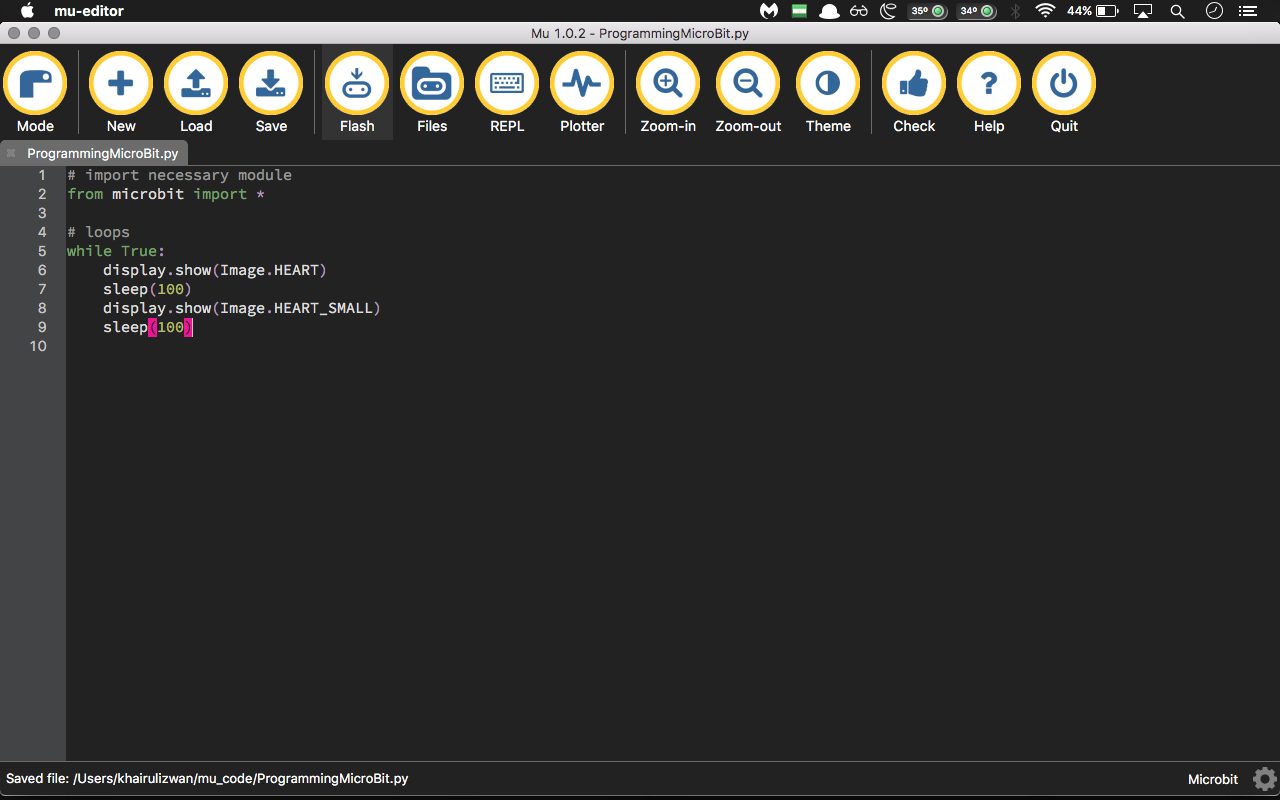 mu-editor 35º 34º 44%
Mu 1.0.2 - ProgrammingMicroBit.py
Mode New Load Save Flash Files REPL Plotter Zoom-in Zoom-out Theme Check Help Quit
ProgrammingMicroBit.py
1 # import necessary module
2 from microbit import *
3
4 # loops
5 while True:
6     display.show(Image.HEART)
7     sleep(100)
8     display.show(Image.HEART_SMALL)
9     sleep(100)
10
Saved file: /Users/khairulizwan/mu_code/ProgrammingMicroBit.py Microbit